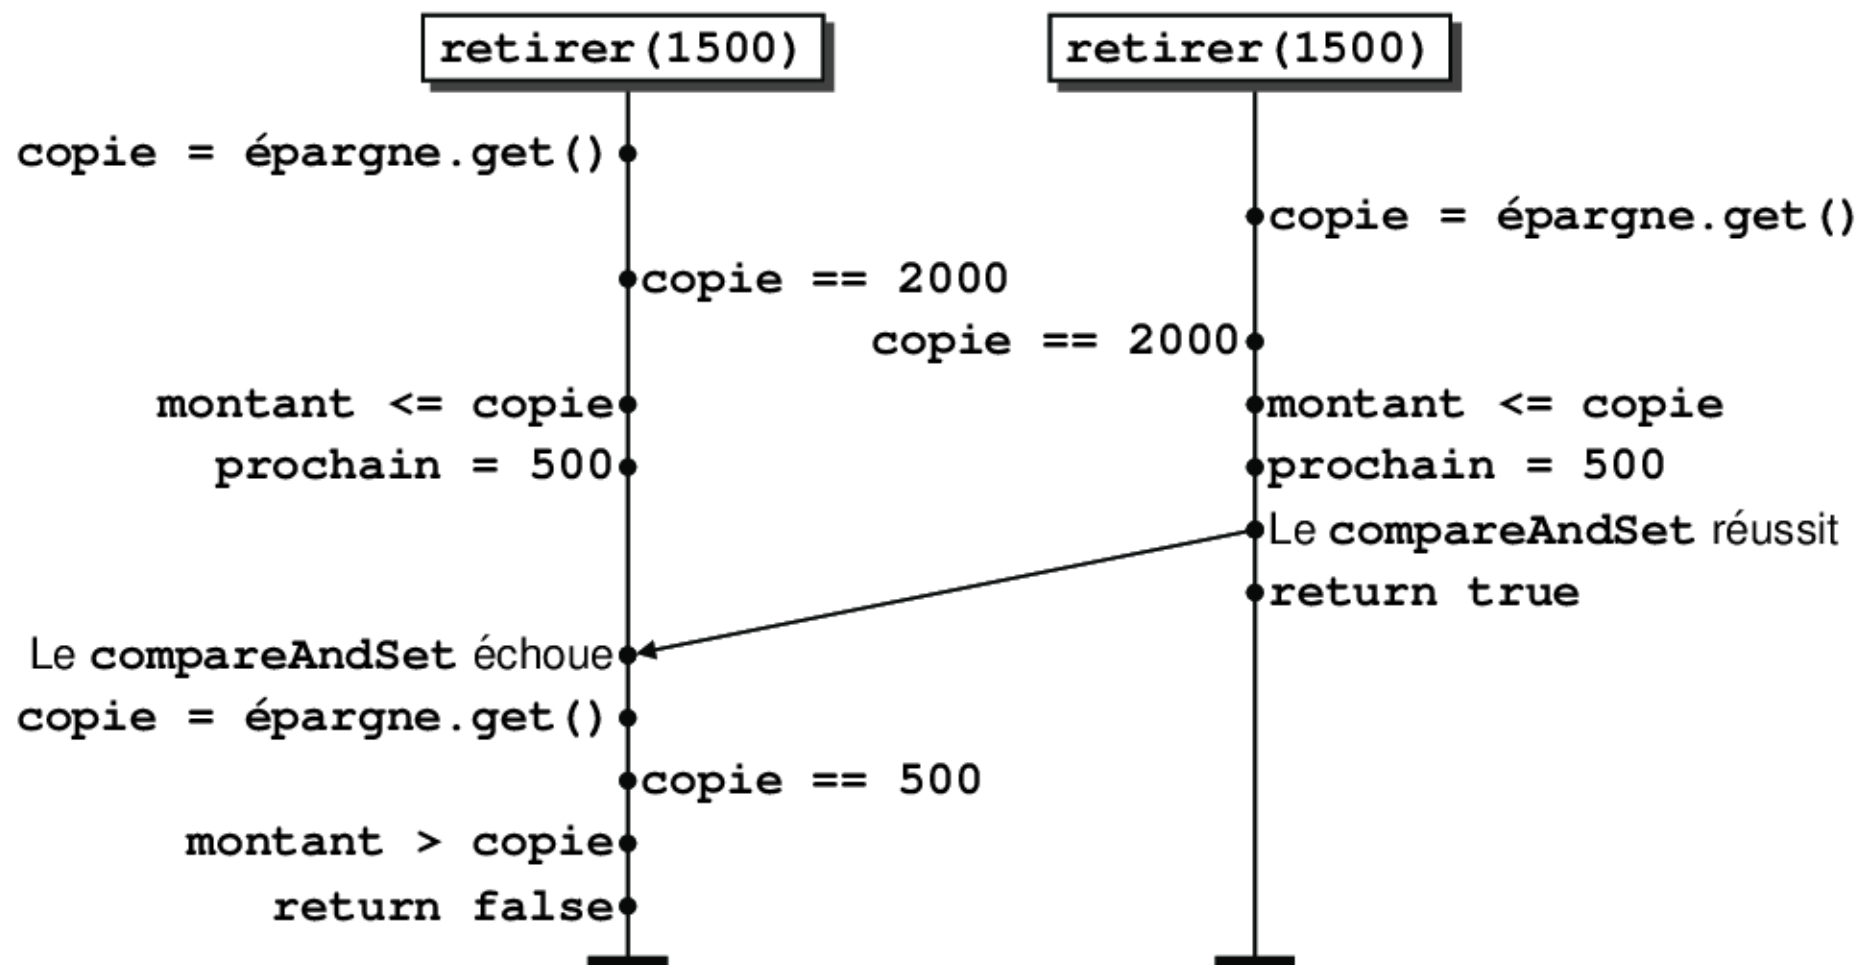 retirer(1500)
retirer(1500)
copie = épargne.get()
copie = épargne.get()
copie == 2000
copie == 2000
montant <= copie
montant <= copie
prochain = 500
prochain = 500
Le compareAndSet réussit
return true
Le compareAndSet échoue
copie = épargne.get()
copie == 500
montant > copie
return false